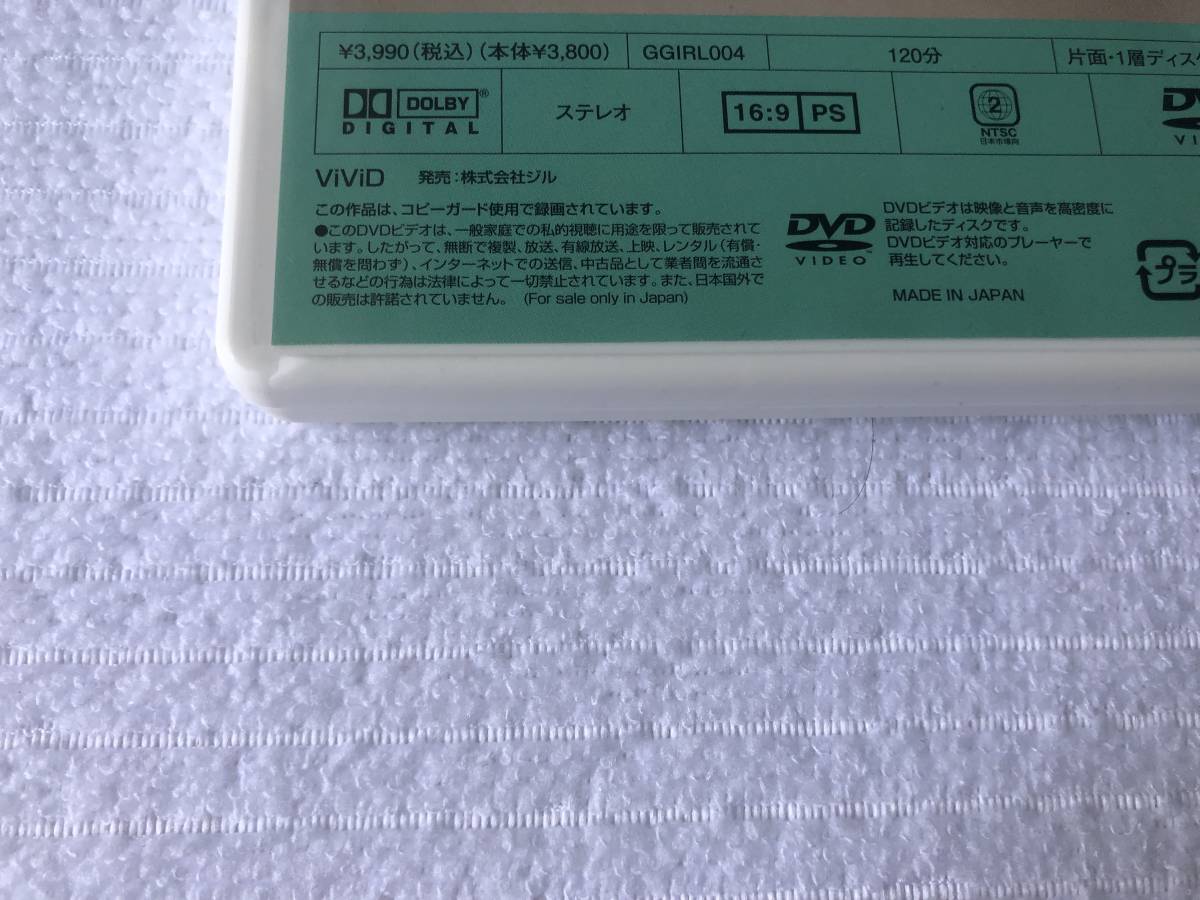 ¥3,990（税込）（本体¥3,800） GGIRL004 120分 片面・1層ディスク
DOLBY®
DIGITAL
ステレオ
16:9 PS
2
NTSC
日本市場向
DV
VI
ViViD 発売：株式会社ジル
この作品は、コピーガード使用で録画されています。
●このDVDビデオは、一般家庭での私的視聴に用途を限って販売されて
います。したがって、無断で複製、放送、有線放送、上映、レンタル（有償・
無償を問わず）、インターネットでの送信、中古品として業者間を流通さ
せるなどの行為は法律によって一切禁止されています。また、日本国外で
の販売は許諾されていません。（For sale only in Japan）
DVD
VIDEO™
DVDビデオは映像と音声を高密度に
記録したディスクです。
DVDビデオ対応のプレーヤーで
再生してください。
MADE IN JAPAN
プラ